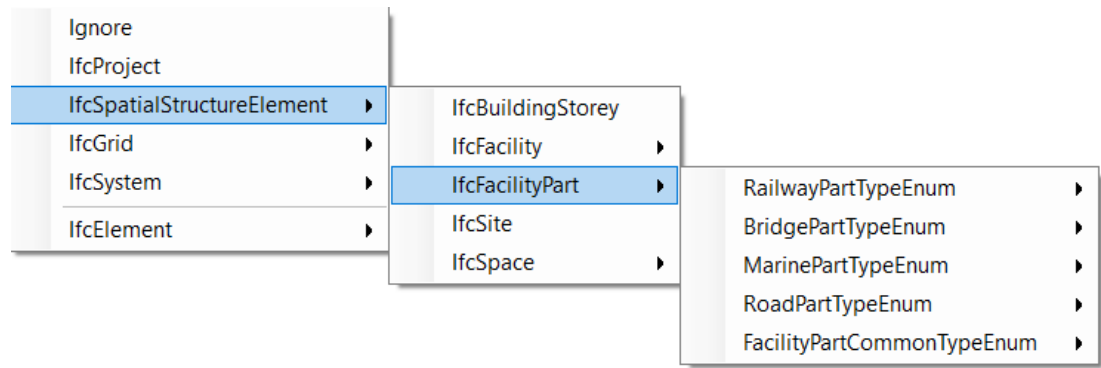 Ignore
IfcProject
IfcSpatialStructureElement
IfcGrid
IfcSystem
IfcElement
IfcBuildingStorey
IfcFacility
IfcFacilityPart
IfcSite
IfcSpace
RailwayPartTypeEnum
BridgePartTypeEnum
MarinePartTypeEnum
RoadPartTypeEnum
FacilityPartCommonTypeEnum